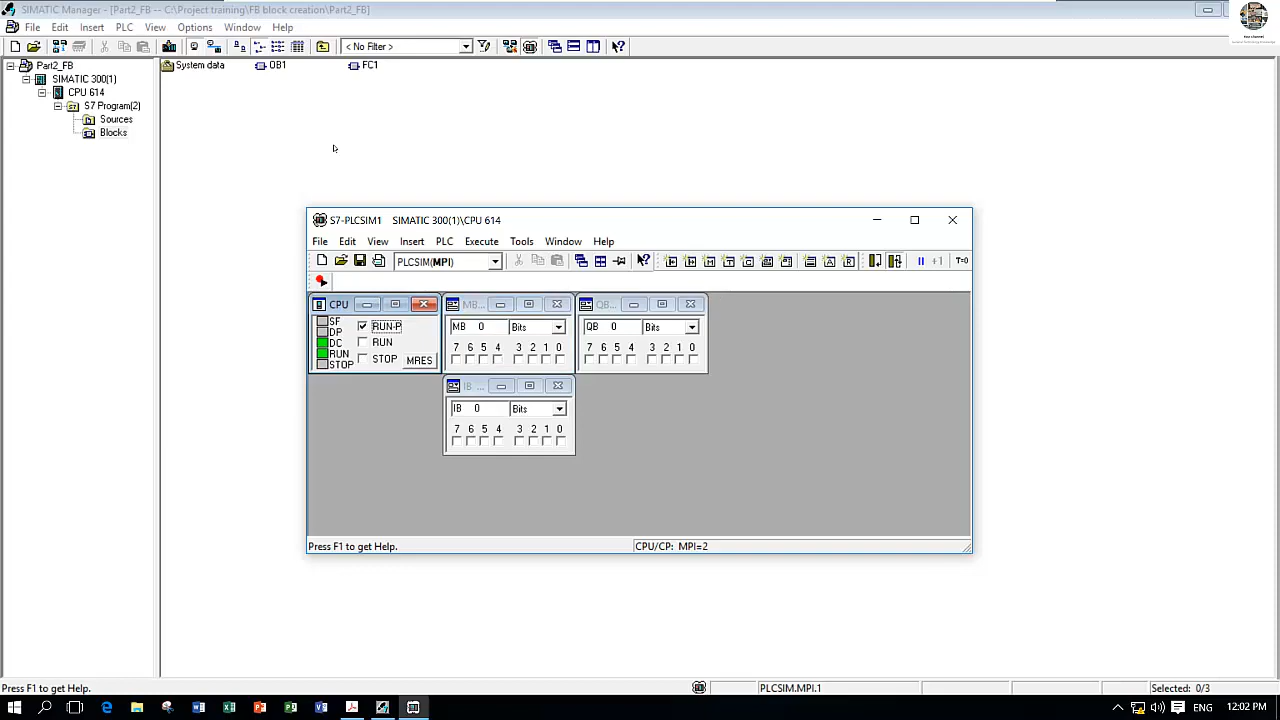 SIMATIC Manager - [Part2_FB -- C:\Project training\FB block creation\Part2_FB]
File Edit Insert PLC View Options Window Help
< No Filter >
Part2_FB
SIMATIC 300(1)
CPU 614
S7 Program(2)
Sources
Blocks
System data OB1 FC1
S7-PLCSIM1 SIMATIC 300(1)\CPU 614
File Edit View Insert PLC Execute Tools Window Help
PLCSIM(MPI)
+1 T=0
CPU
SF
DP
DC
RUN
STOP
RUN-P
RUN
STOP
MRES
MB...
MB 0 Bits
7 6 5 4 3 2 1 0
QB...
QB 0 Bits
7 6 5 4 3 2 1 0
IB ...
IB 0 Bits
7 6 5 4 3 2 1 0
Press F1 to get Help. CPU/CP: MPI=2
Press F1 to get Help. PLCSIM.MPI.1 Selected: 0/3
ENG 12:02 PM